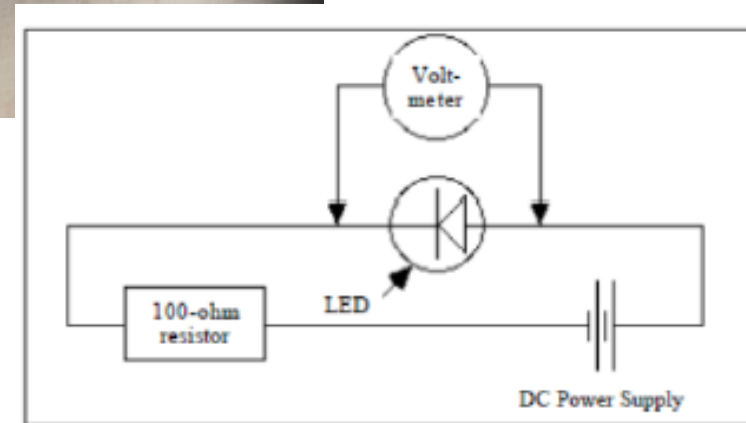 Volt-
meter
LED
100-ohm
resistor
DC Power Supply